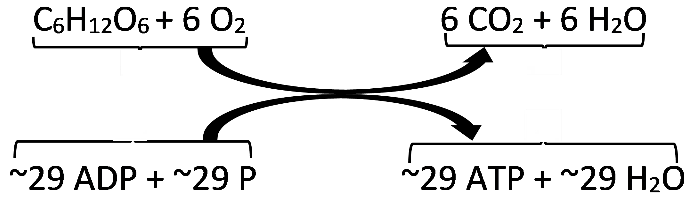 C₆H₁₂O₆ + 6 O₂
6 CO₂ + 6 H₂O
~29 ADP + ~29 P
~29 ATP + ~29 H₂O